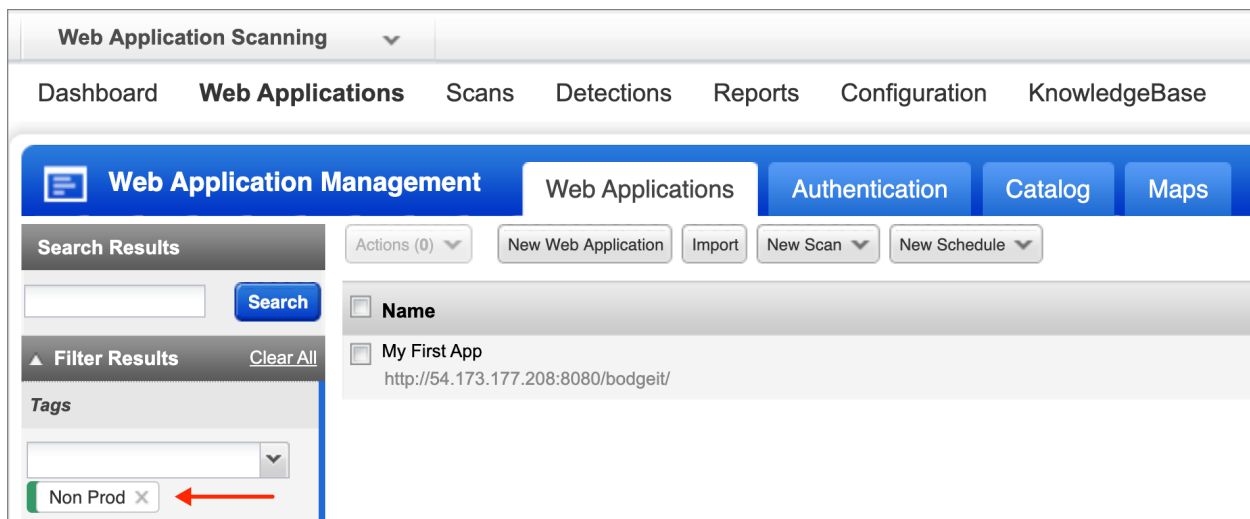 Web Application Scanning
Dashboard Web Applications Scans Detections Reports Configuration KnowledgeBase
Web Application Management Web Applications Authentication Catalog Maps
Search Results
Actions (0) New Web Application Import New Scan New Schedule
Search
Name
Filter Results Clear All
My First App
http://54.173.177.208:8080/bodgeit/
Tags
Non Prod